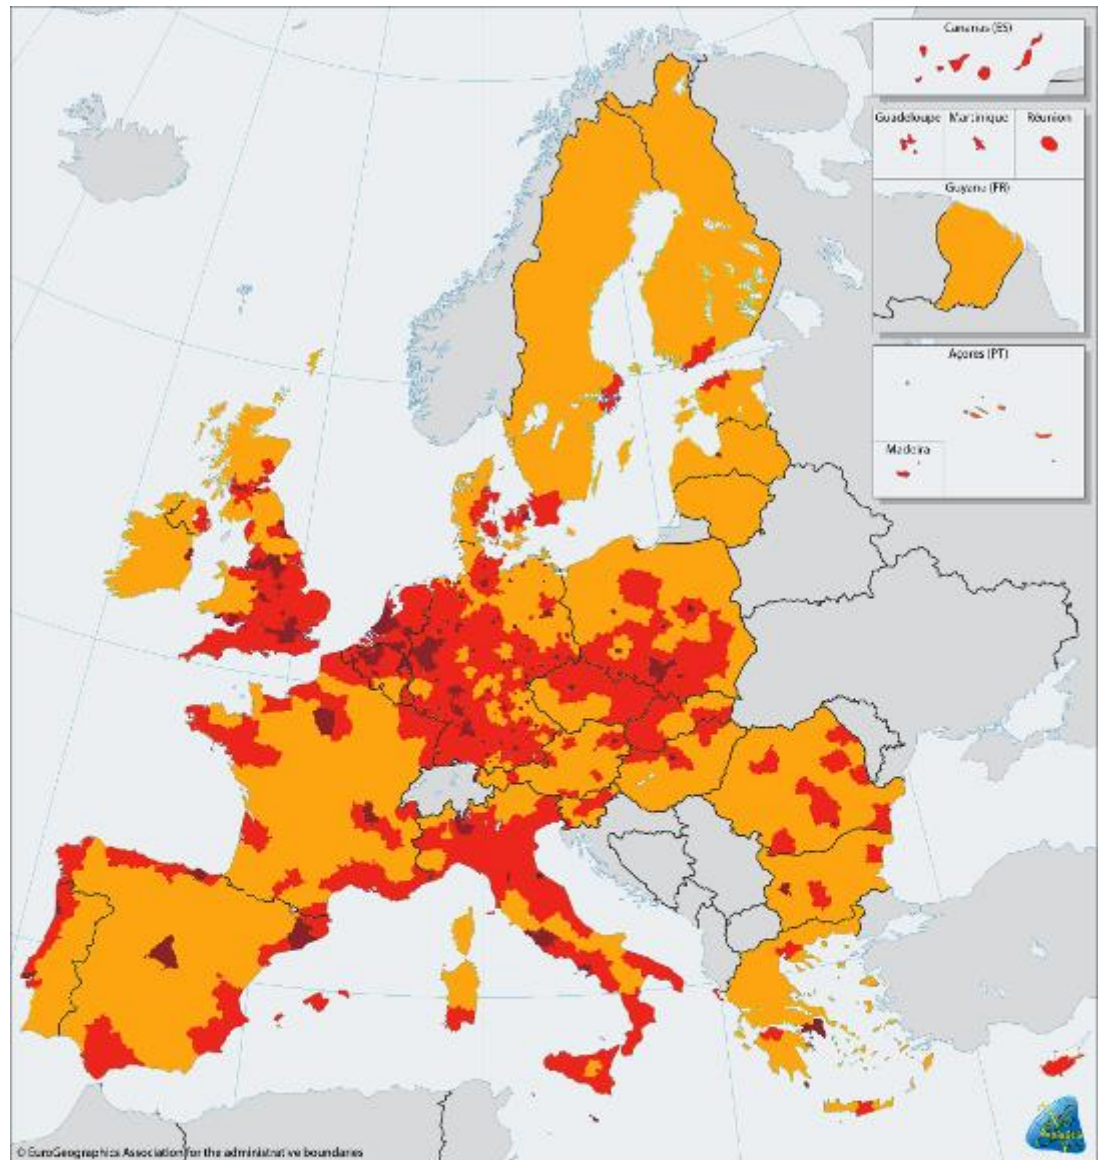 Canarias (ES)
Guadeloupe
Martinique
Réunion
Guyane (FR)
Açores (PT)
Madeira
© EuroGeographics Association for the administrative boundaries